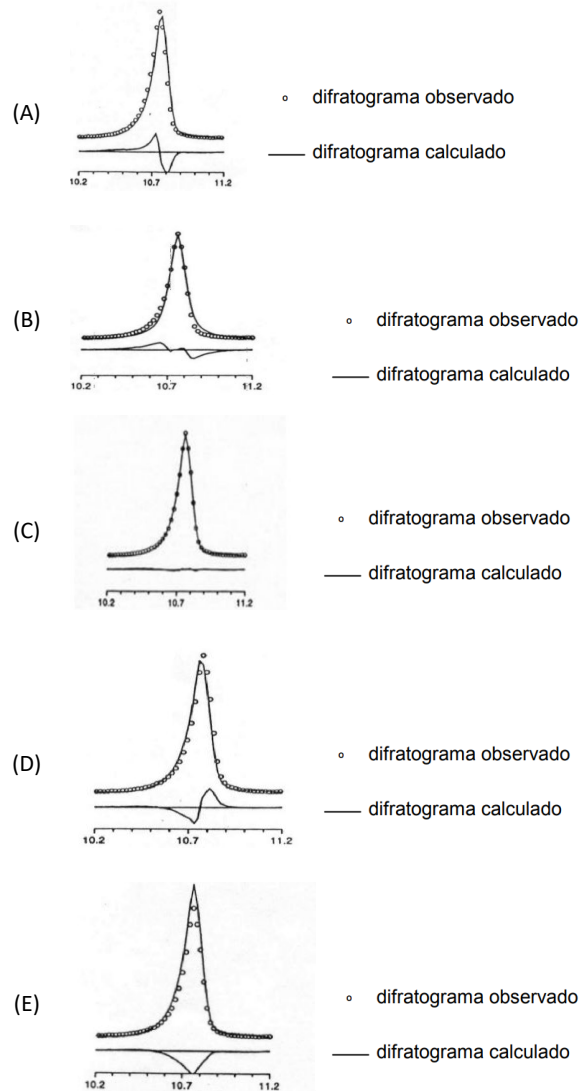 (A)
o difratograma observado
difratograma calculado
10.2 10.7 11.2
(B)
o difratograma observado
difratograma calculado
10.2 10.7 11.2
(C)
o difratograma observado
difratograma calculado
10.2 10.7 11.2
(D)
o difratograma observado
difratograma calculado
10.2 10.7 11.2
(E)
o difratograma observado
difratograma calculado
10.2 10.7 11.2